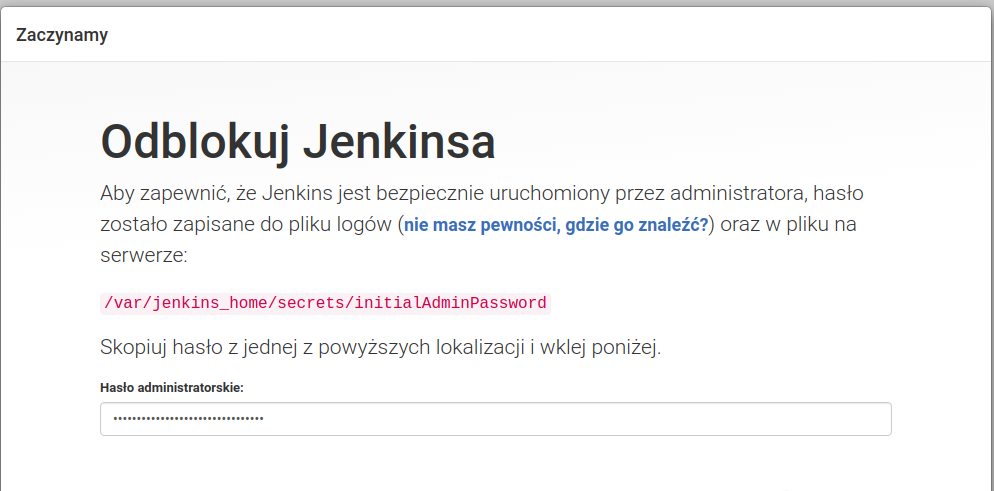 Zaczynamy
Odblokuj Jenkinsa
Aby zapewnić, że Jenkins jest bezpiecznie uruchomiony przez administratora, hasło
zostało zapisane do pliku logów (nie masz pewności, gdzie go znaleźć?) oraz w pliku na
serwerze:
/var/jenkins_home/secrets/initialAdminPassword
Skopiuj hasło z jednej z powyższych lokalizacji i wklej poniżej.
Hasło administratorskie:
••••••••••••••••••••••••••••••••